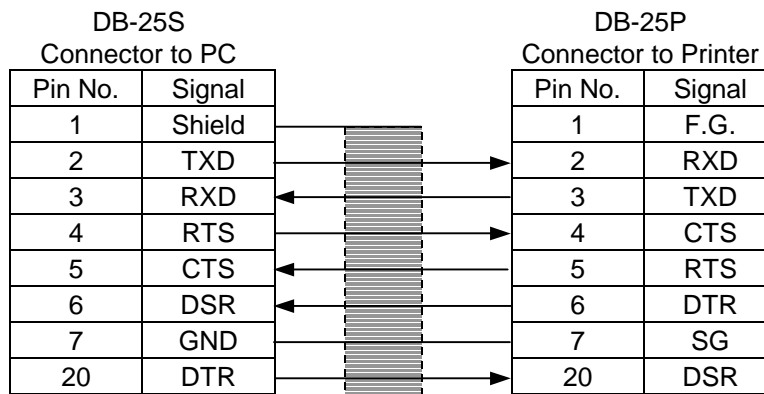 DB-25S DB-25P
Connector to PC Connector to Printer
Pin No. Signal Pin No. Signal
1 Shield 1 F.G.
2 TXD 2 RXD
3 RXD 3 TXD
4 RTS 4 CTS
5 CTS 5 RTS
6 DSR 6 DTR
7 GND 7 SG
20 DTR 20 DSR